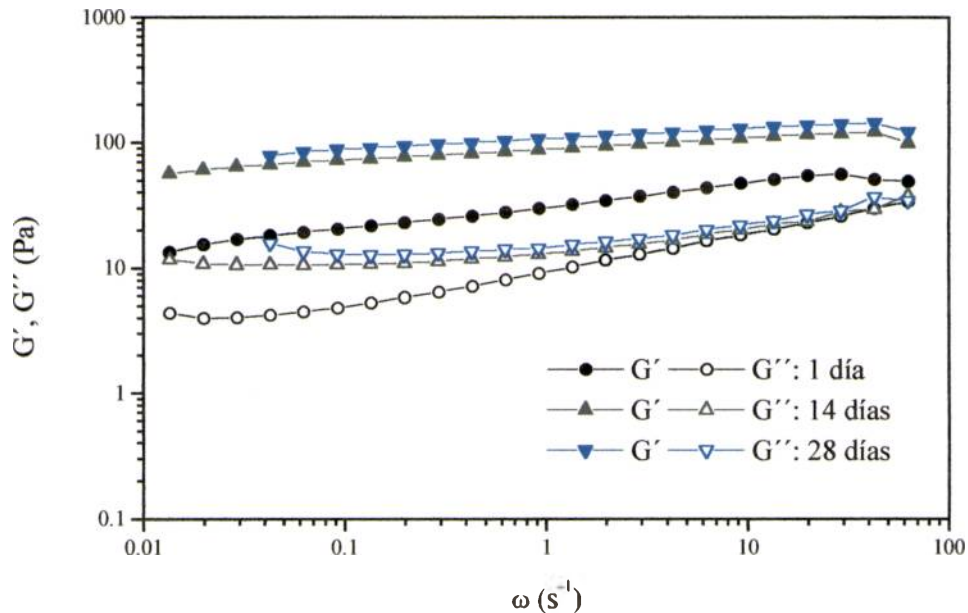 1000
100
10
1
0.1
G´, G´´ (Pa)
G´ G´´: 1 día
G´ G´´: 14 días
G´ G´´: 28 días
0.01 0.1 1 10 100
ω (s⁻¹)